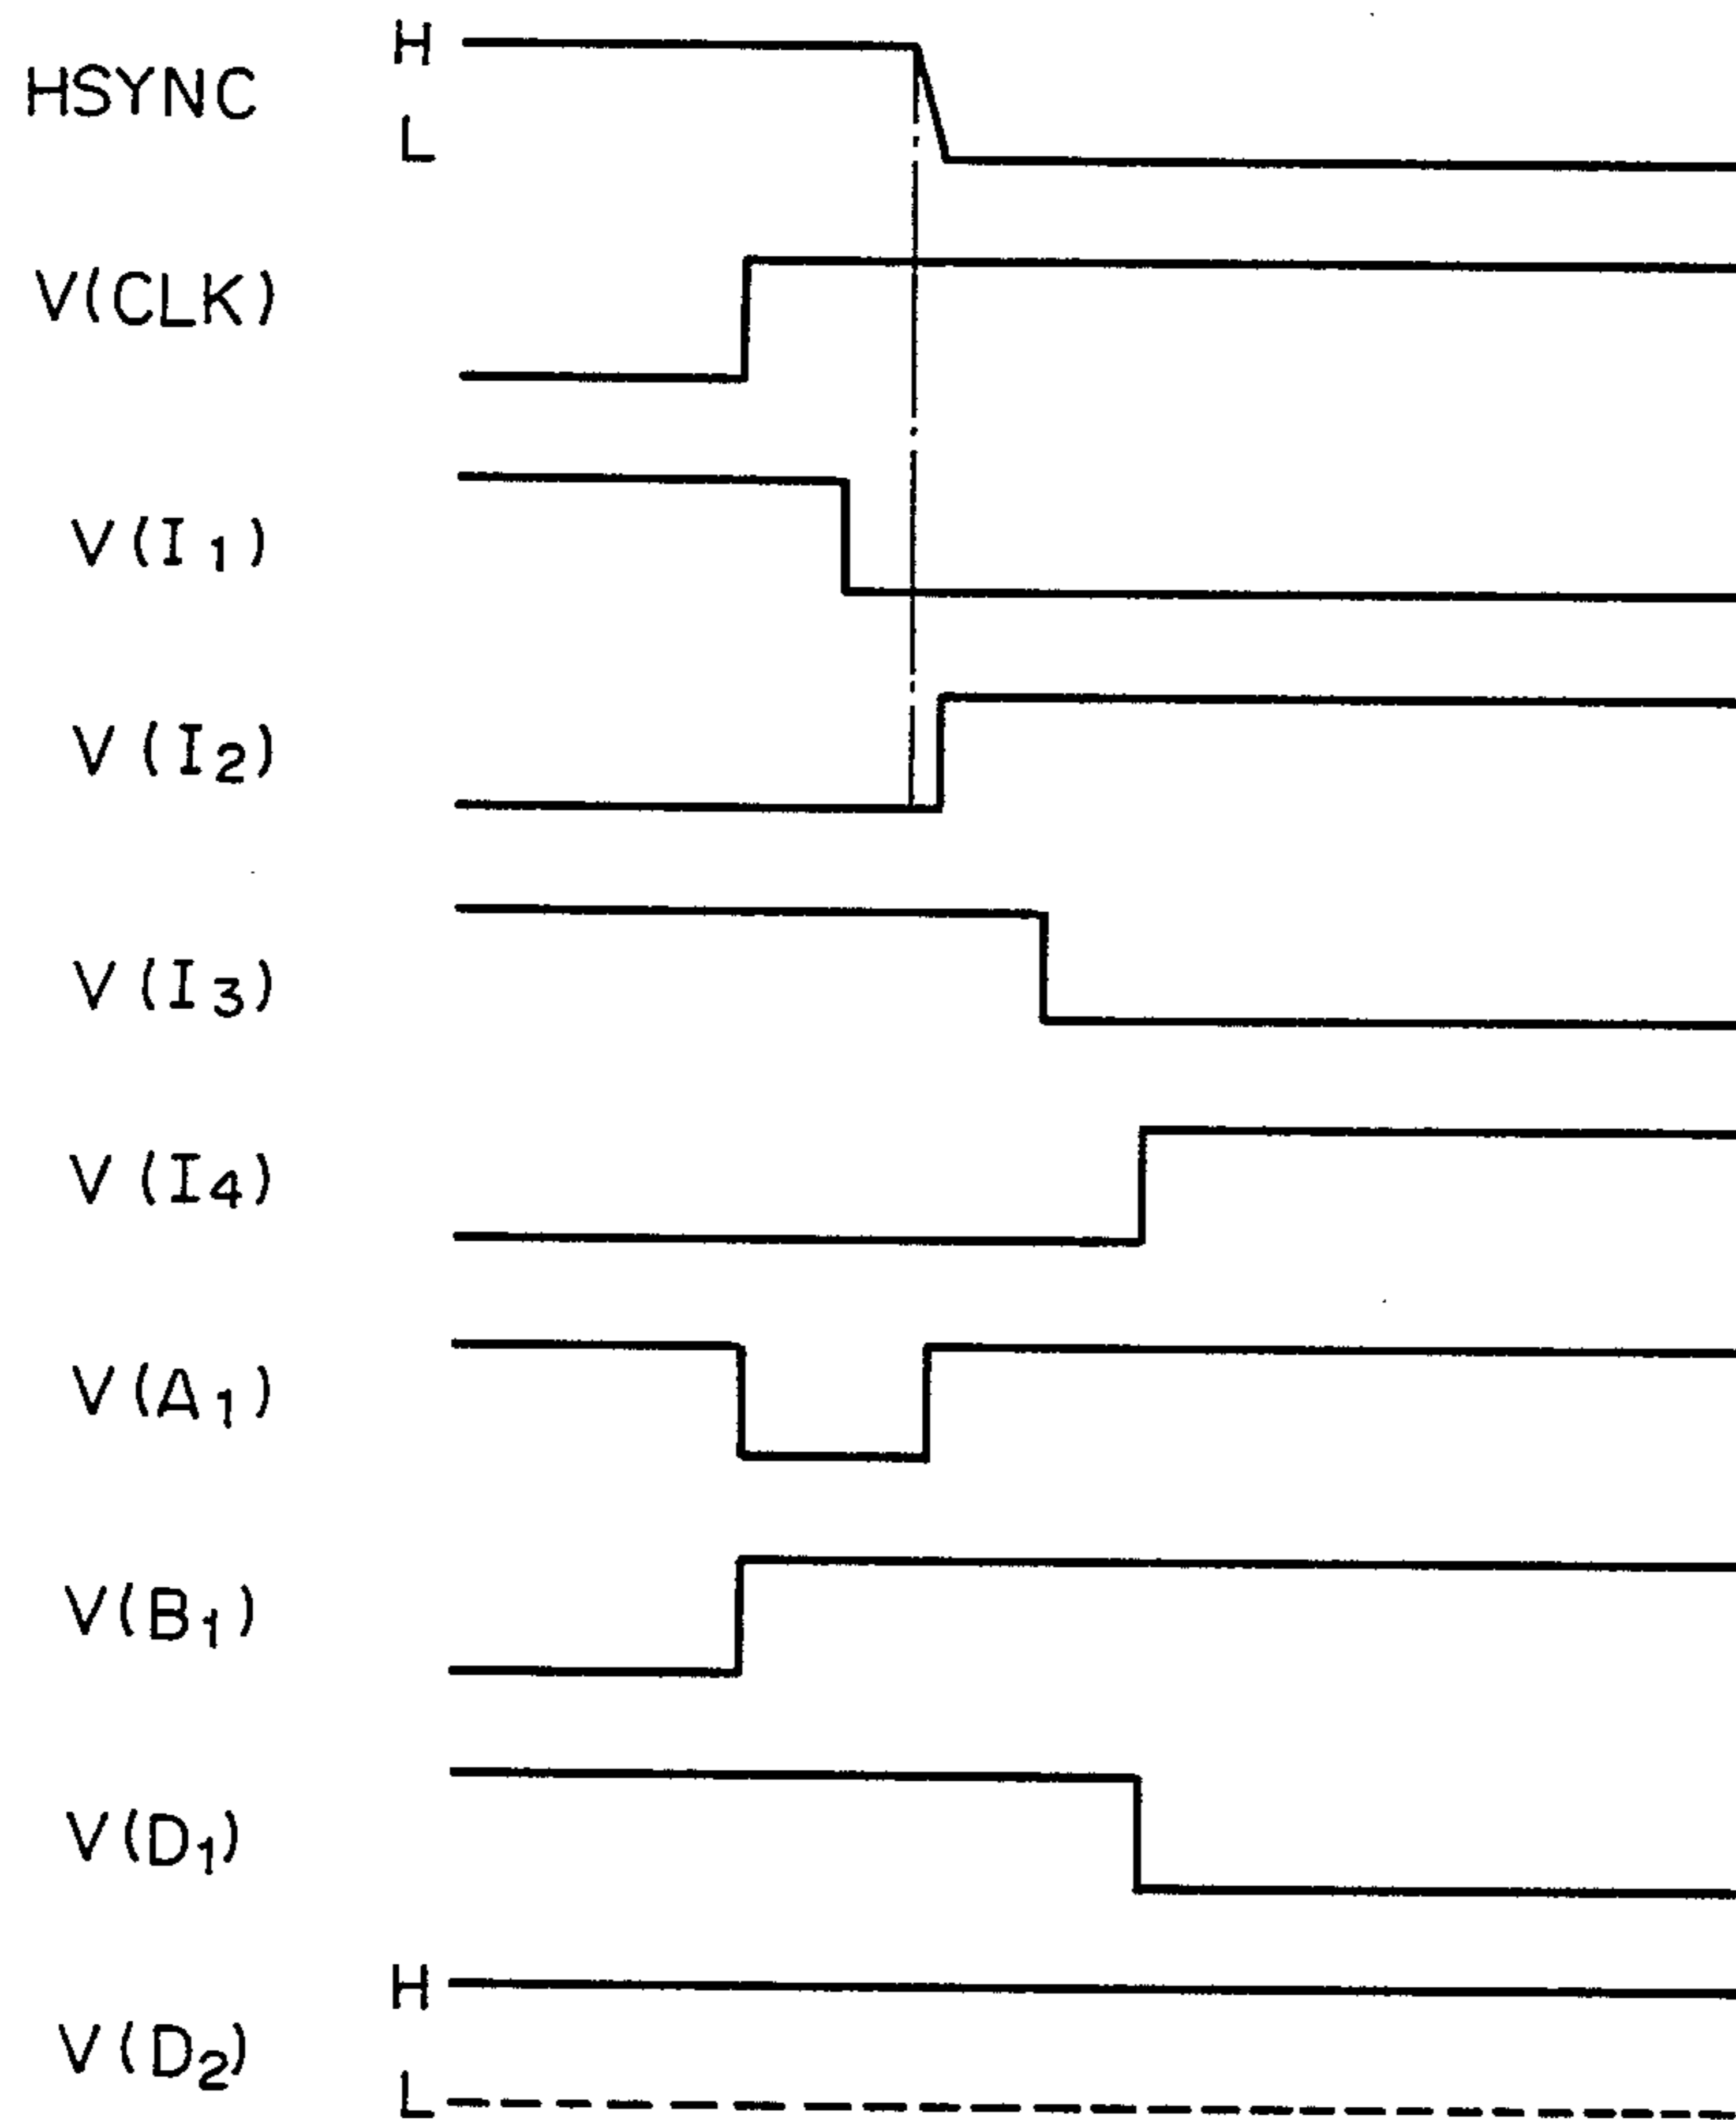 HSYNC H
L
V(CLK)
V(I1)
V(I2)
V(I3)
V(I4)
V(A1)
V(B1)
V(D1)
H
V(D2)
L